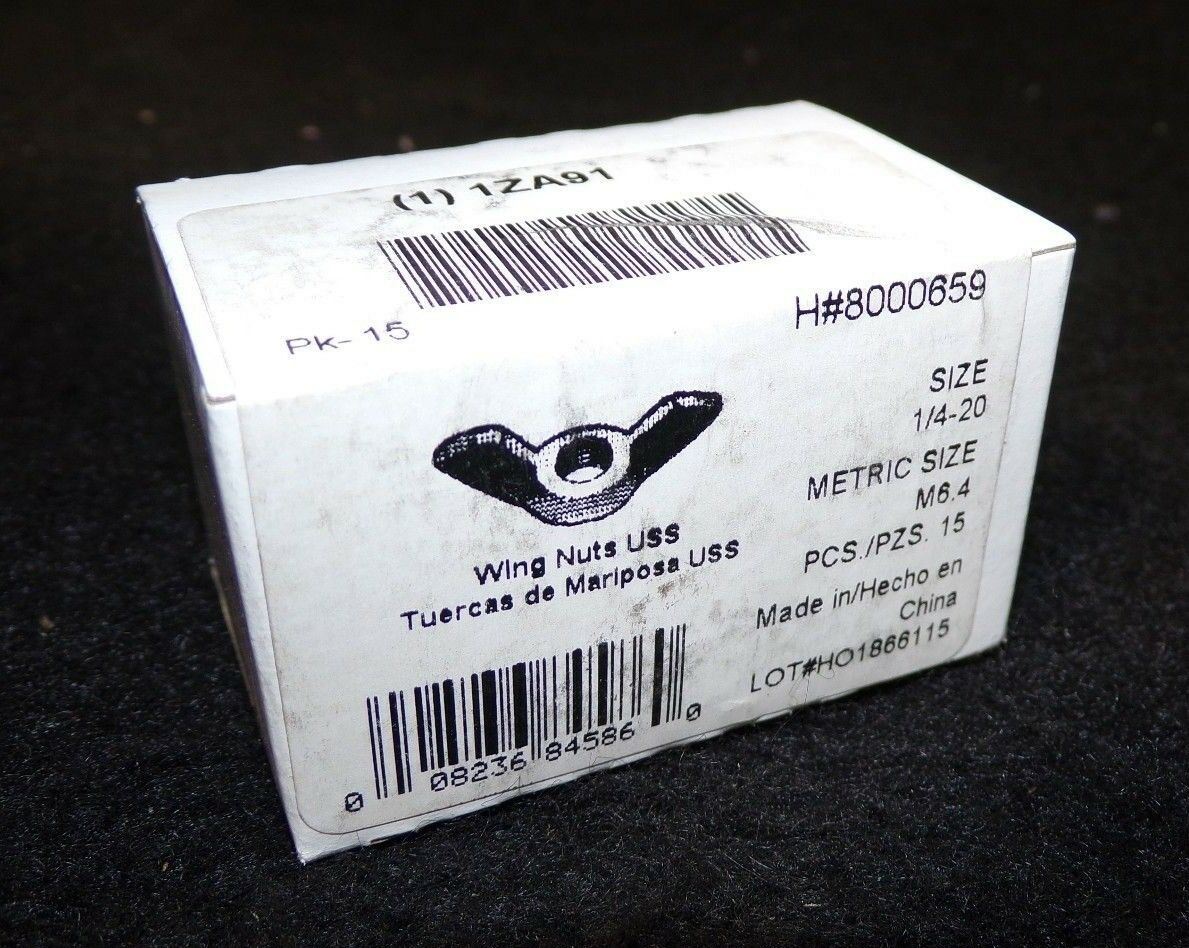 (1) 1ZA91
Pk- 15
H#8000659
SIZE
1/4-20
METRIC SIZE
M6.4
PCS./PZS. 15
Made in/Hecho en
China
LOT#HO1866115
Wing Nuts USS
Tuercas de Mariposa USS
0 08236 84586 0